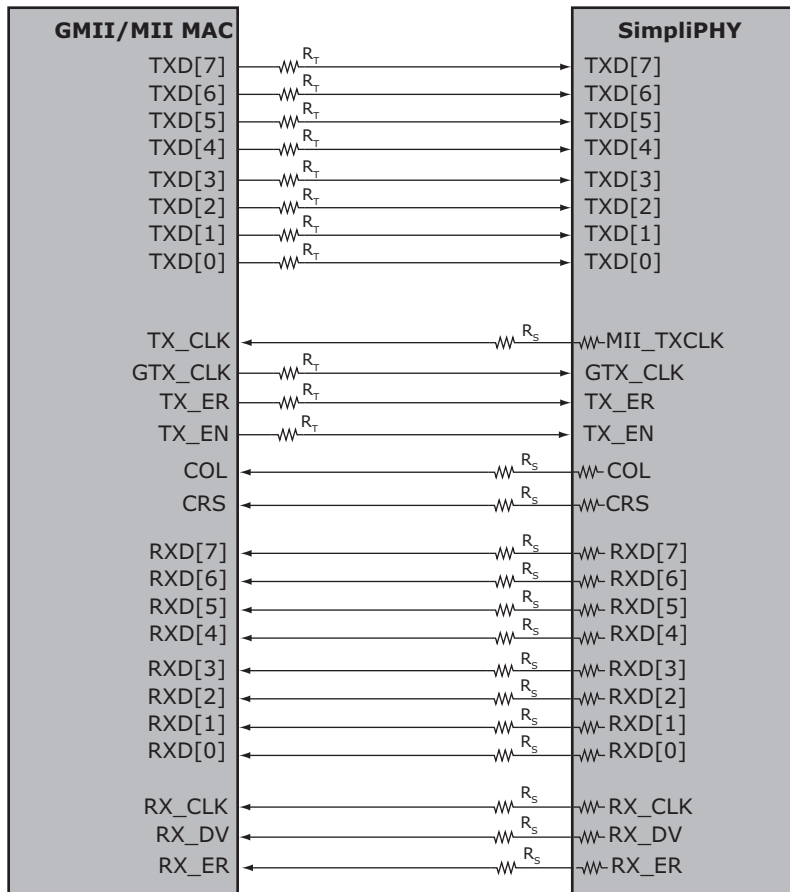 GMII/MII MAC SimpliPHY
TXD[7] R_T TXD[7]
TXD[6] R_T TXD[6]
TXD[5] R_T TXD[5]
TXD[4] R_T TXD[4]
TXD[3] R_T TXD[3]
TXD[2] R_T TXD[2]
TXD[1] R_T TXD[1]
TXD[0] R_T TXD[0]
TX_CLK R_S MII_TXCLK
GTX_CLK R_T GTX_CLK
TX_ER R_T TX_ER
TX_EN R_T TX_EN
COL R_S COL
CRS R_S CRS
RXD[7] R_S RXD[7]
RXD[6] R_S RXD[6]
RXD[5] R_S RXD[5]
RXD[4] R_S RXD[4]
RXD[3] R_S RXD[3]
RXD[2] R_S RXD[2]
RXD[1] R_S RXD[1]
RXD[0] R_S RXD[0]
RX_CLK R_S RX_CLK
RX_DV R_S RX_DV
RX_ER R_S RX_ER